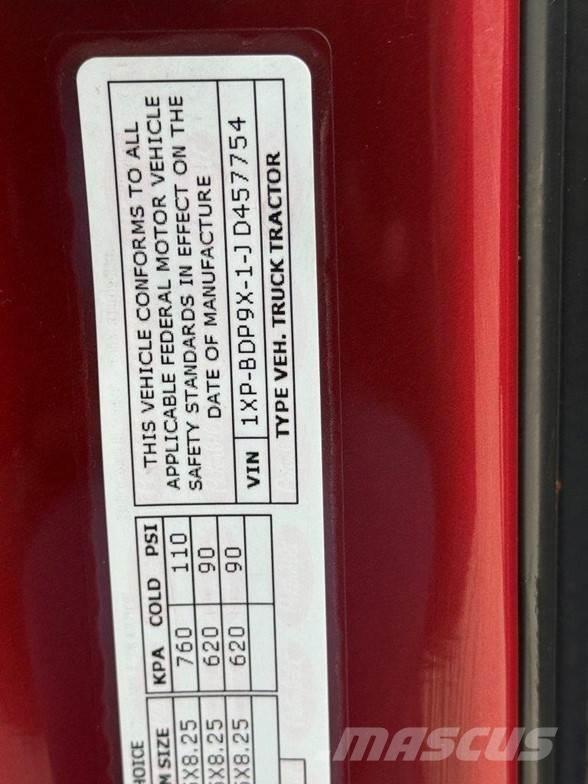 THIS VEHICLE CONFORMS TO ALL
APPLICABLE FEDERAL MOTOR VEHICLE
SAFETY STANDARDS IN EFFECT ON THE
DATE OF MANUFACTURE
VIN 1XP-BDP9X-1-JD457754
TYPE VEH. TRUCK TRACTOR
HOICE
M SIZE KPA COLD PSI
X8.25 760 110
X8.25 620 90
X8.25 620 90
MASCUS